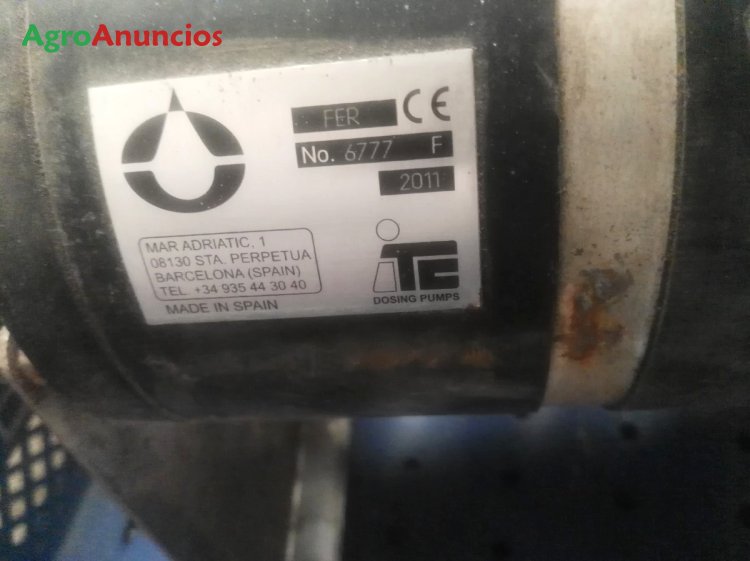 AgroAnuncios
FER CE
No. 6777 F
2011
MAR ADRIATIC, 1
08130 STA. PERPETUA
BARCELONA (SPAIN)
TEL. +34 935 44 30 40
MADE IN SPAIN
iTC
DOSING PUMPS